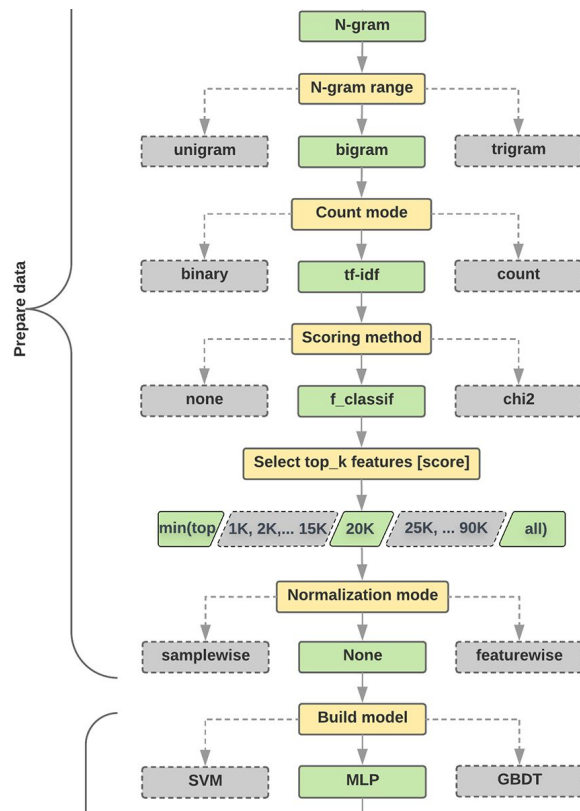 N-gram
N-gram range
unigram
bigram
trigram
Count mode
binary
tf-idf
count
Prepare data
Scoring method
none
f_classif
chi2
Select top_k features [score]
min(top 1K, 2K,... 15K 20K 25K, ... 90K all)
Normalization mode
samplewise
None
featurewise
Build model
SVM
MLP
GBDT